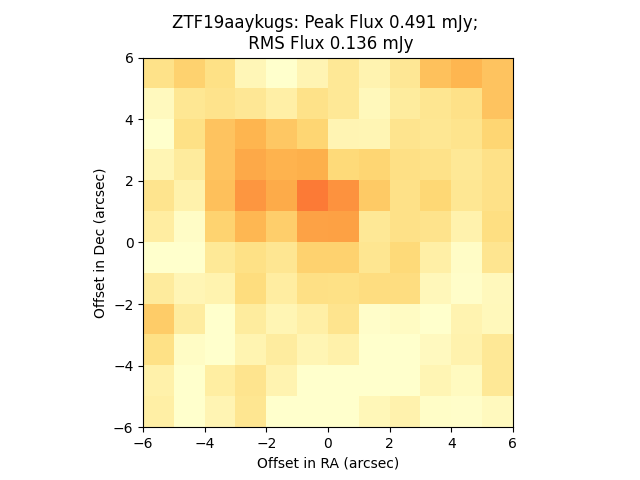 ZTF19aaykugs: Peak Flux 0.491 mJy;
RMS Flux 0.136 mJy
6
4
2
0
−2
−4
−6
Offset in Dec (arcsec)
−6 −4 −2 0 2 4 6
Offset in RA (arcsec)